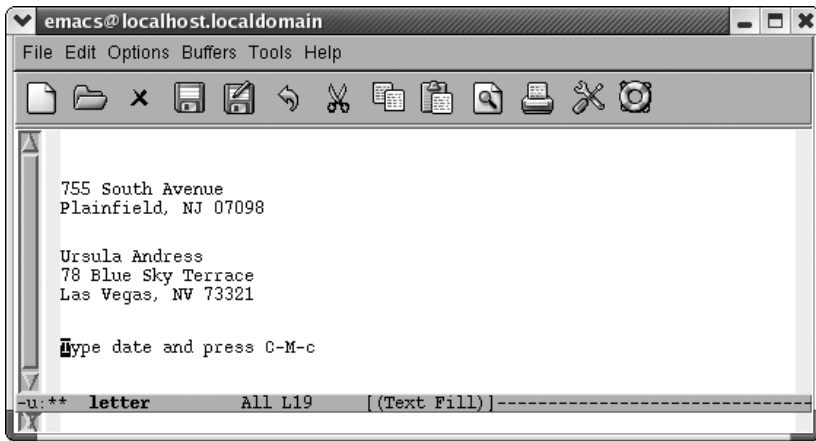 emacs@localhost.localdomain
File Edit Options Buffers Tools Help
755 South Avenue
Plainfield, NJ 07098
Ursula Andress
78 Blue Sky Terrace
Las Vegas, NV 73321
Type date and press C-M-c
-u:** letter All L19 [(Text Fill)]-------------------------------